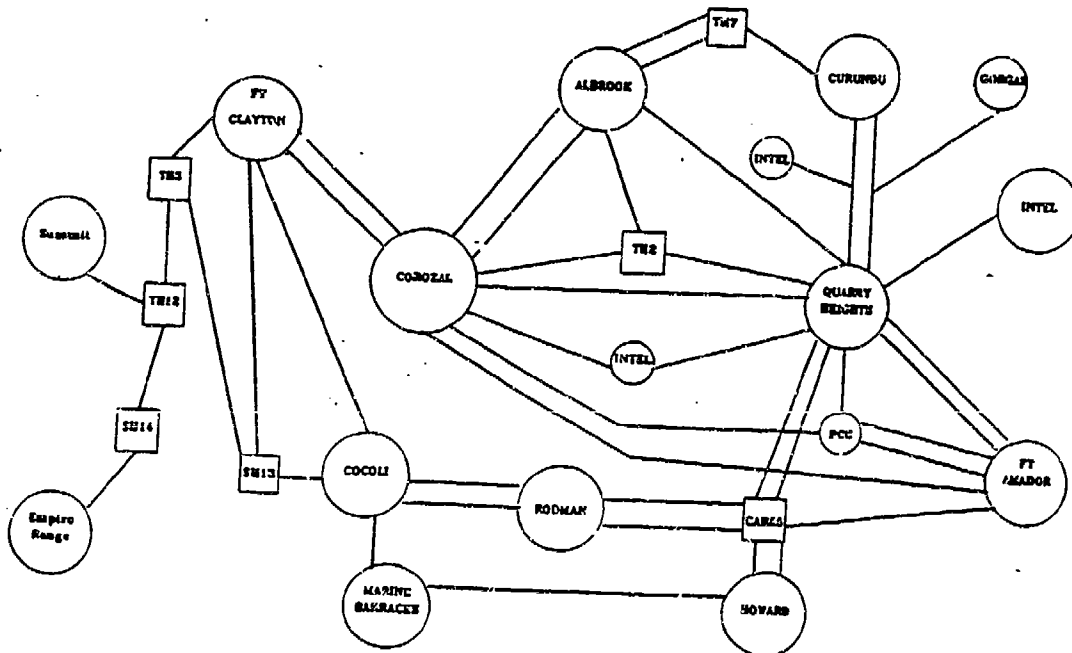 TH7
ALBROOK
CURUNDU
GORGAS
FT
CLAYTON
INTEL
TH3
INTEL
Summit
TH2
COROZAL
QUARRY
HEIGHTS
TH12
INTEL
SH14
PCC
COCOLI
SH13
FT
AMADOR
RODMAN
Empire
Range
MARINE
BARRACKS
HOWARD